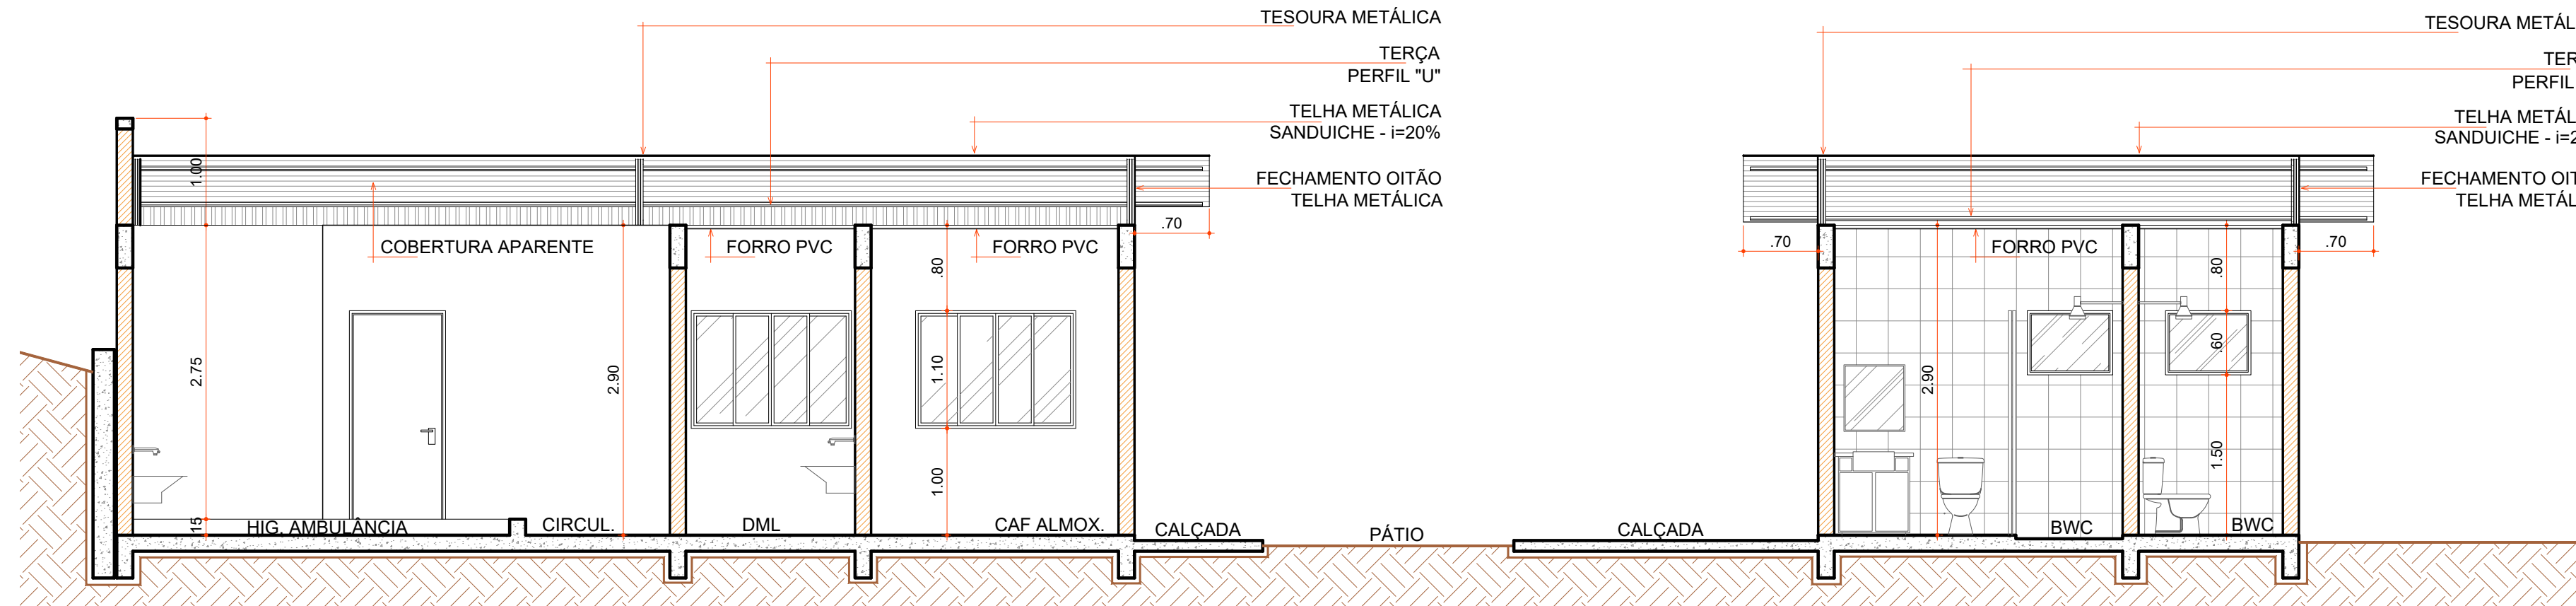 TESOURA METÁLICA
TERÇA
PERFIL "U"
TELHA METÁLICA
SANDUICHE - i=20%
FECHAMENTO OITÃO
TELHA METÁLICA
1.00
.70
COBERTURA APARENTE
FORRO PVC
FORRO PVC
.80
2.75
2.90
1.10
1.00
15
HIG. AMBULÂNCIA
CIRCUL.
DML
CAF ALMOX.
CALÇADA
PÁTIO
CALÇADA
TESOURA METÁL
TER
PERFIL
TELHA METÁL
SANDUICHE - i=2
FECHAMENTO OIT
TELHA METÁL
.70
.70
FORRO PVC
.80
.60
2.90
1.50
BWC
BWC